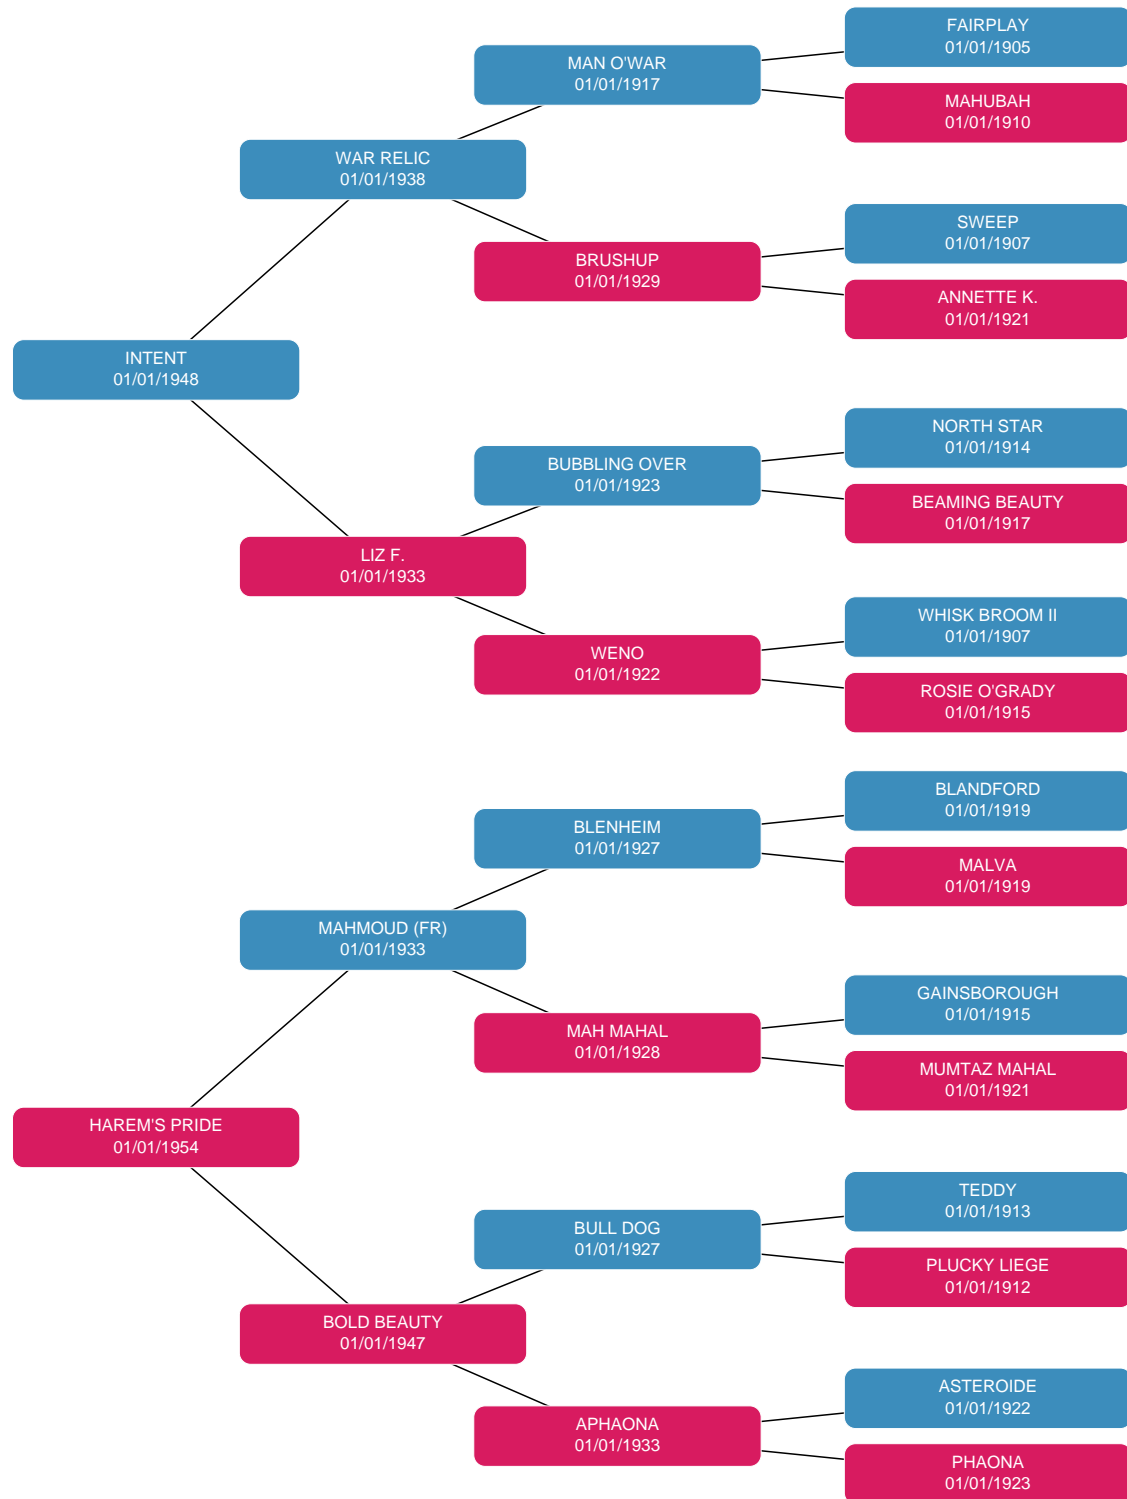 FAIRPLAY
01/01/1905
MAN O'WAR
01/01/1917
MAHUBAH
01/01/1910
WAR RELIC
01/01/1938
SWEEP
01/01/1907
BRUSHUP
01/01/1929
ANNETTE K.
01/01/1921
INTENT
01/01/1948
NORTH STAR
01/01/1914
BUBBLING OVER
01/01/1923
BEAMING BEAUTY
01/01/1917
LIZ F.
01/01/1933
WHISK BROOM II
01/01/1907
WENO
01/01/1922
ROSIE O'GRADY
01/01/1915
BLANDFORD
01/01/1919
BLENHEIM
01/01/1927
MALVA
01/01/1919
MAHMOUD (FR)
01/01/1933
GAINSBOROUGH
01/01/1915
MAH MAHAL
01/01/1928
MUMTAZ MAHAL
01/01/1921
HAREM'S PRIDE
01/01/1954
TEDDY
01/01/1913
BULL DOG
01/01/1927
PLUCKY LIEGE
01/01/1912
BOLD BEAUTY
01/01/1947
ASTEROIDE
01/01/1922
APHAONA
01/01/1933
PHAONA
01/01/1923